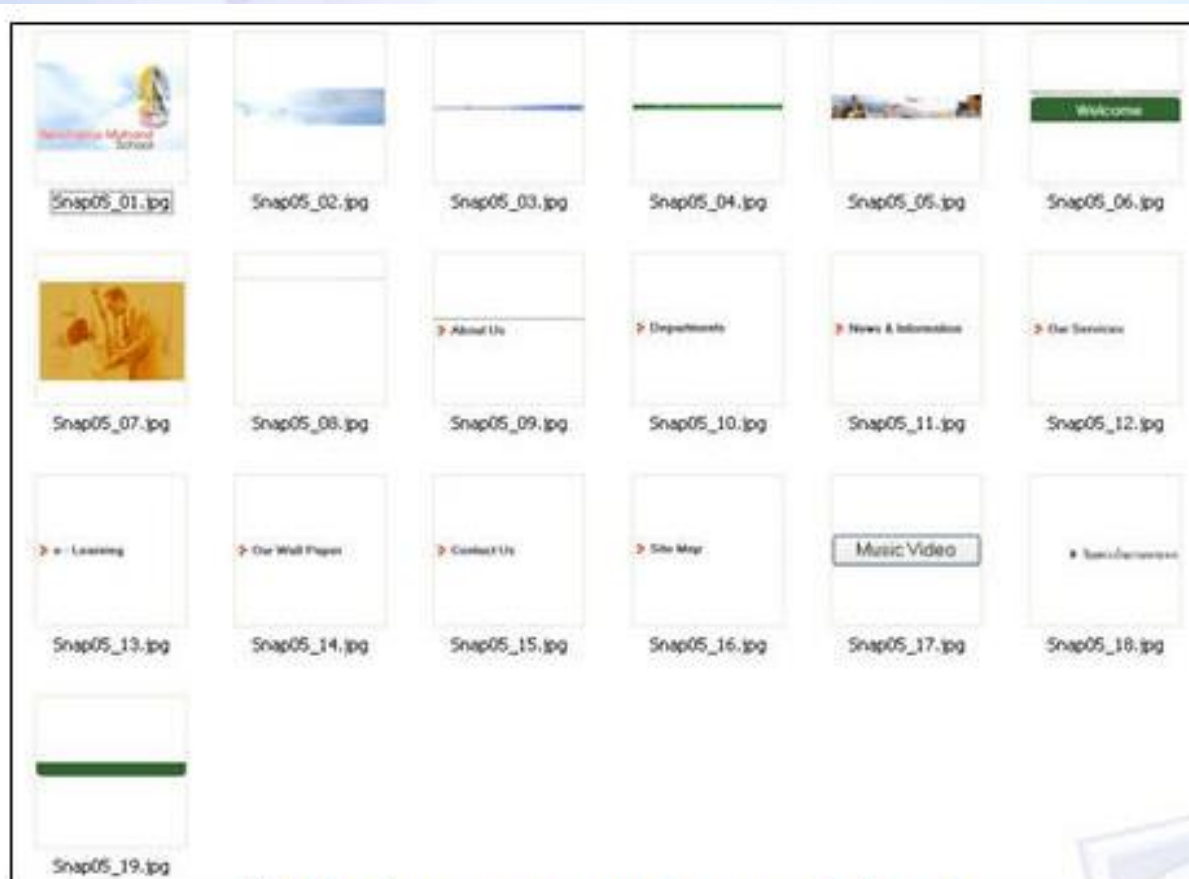 School
Welcome
Snap05_01.jpg Snap05_02.jpg Snap05_03.jpg Snap05_04.jpg Snap05_05.jpg Snap05_06.jpg
About Us Departments News & Information Our Services
Snap05_07.jpg Snap05_08.jpg Snap05_09.jpg Snap05_10.jpg Snap05_11.jpg Snap05_12.jpg
e - Learning Our Wall Paper Contact Us Site Map Music Video
Snap05_13.jpg Snap05_14.jpg Snap05_15.jpg Snap05_16.jpg Snap05_17.jpg Snap05_18.jpg
Snap05_19.jpg